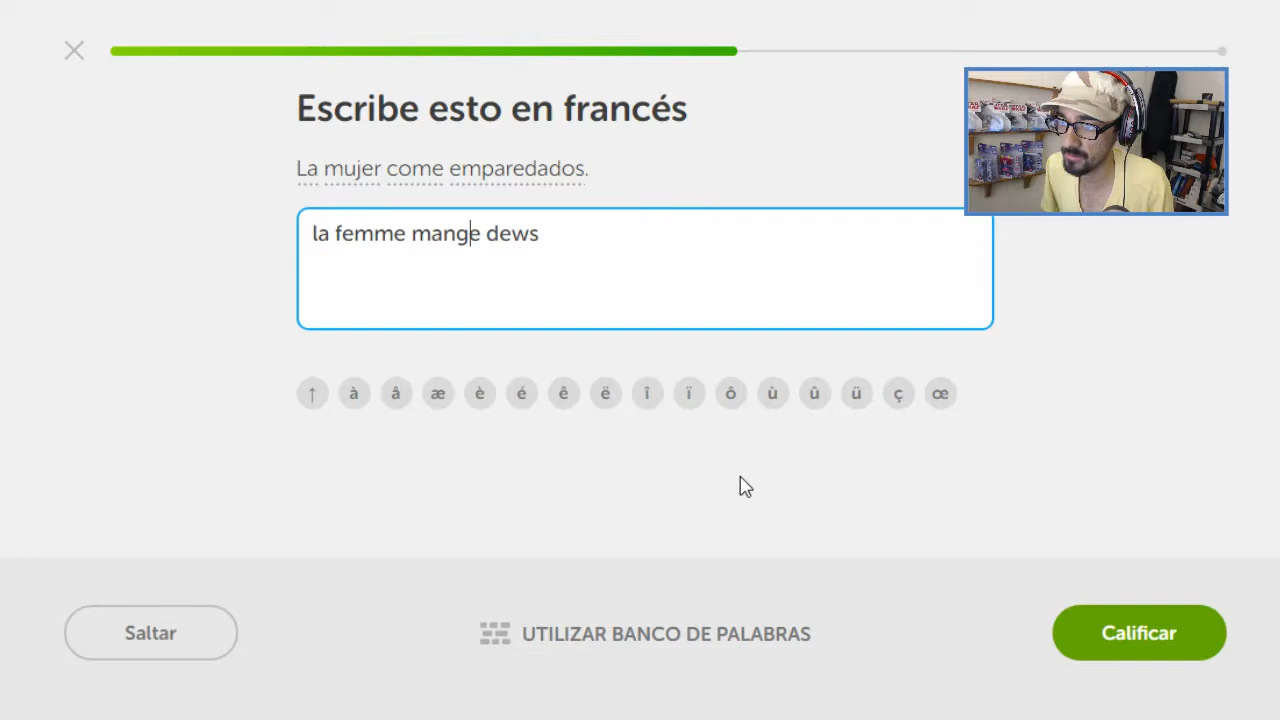 Escribe esto en francés
La mujer come emparedados.
la femme mange dews
↑ à â æ è é ê ë î ï ô ù û ü ç œ
Saltar
UTILIZAR BANCO DE PALABRAS
Calificar